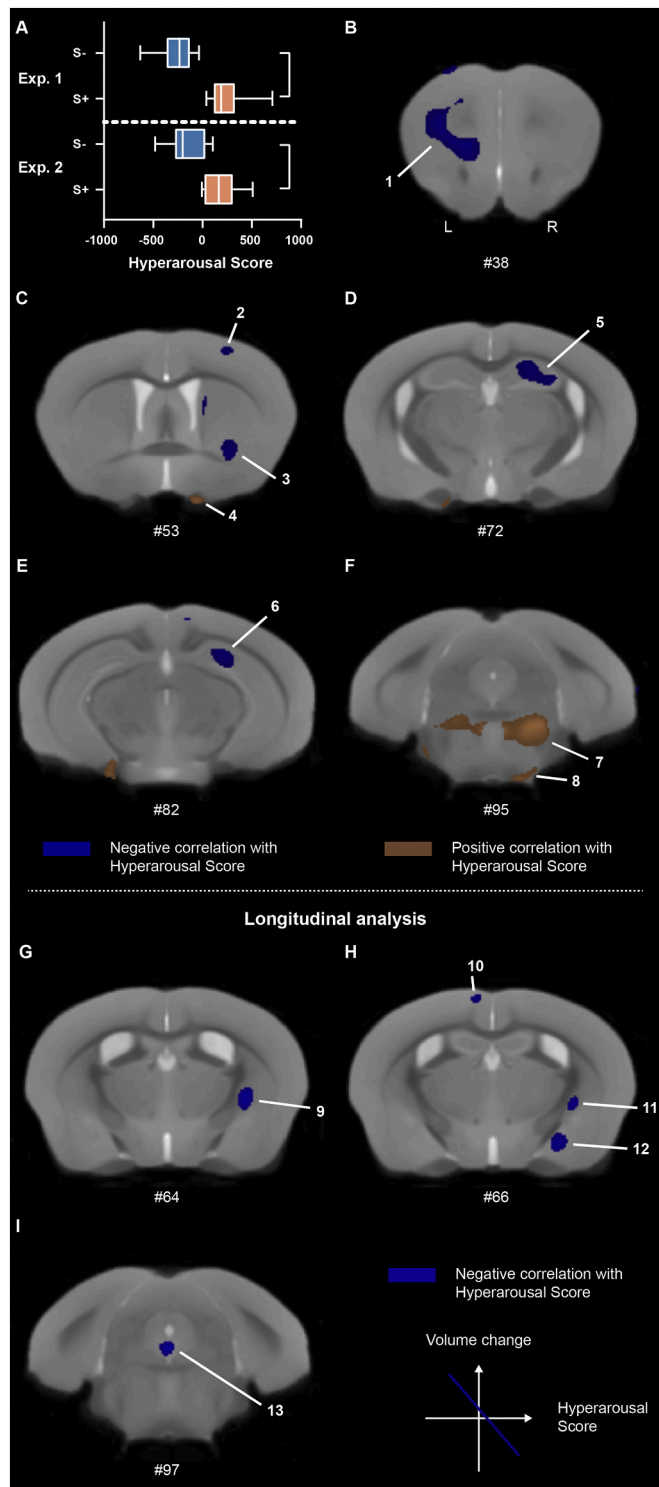 A
B
S-
Exp. 1
S+
S-
Exp. 2
S+
-1000 -500 0 500 1000
Hyperarousal Score
1
L R
#38
C
D
2
3
4
#53
5
#72
E
F
6
#82
7
8
#95
Negative correlation with
Hyperarousal Score
Positive correlation with
Hyperarousal Score
Longitudinal analysis
G
H
9
#64
10
11
12
#66
I
13
#97
Negative correlation with
Hyperarousal Score
Volume change
Hyperarousal
Score